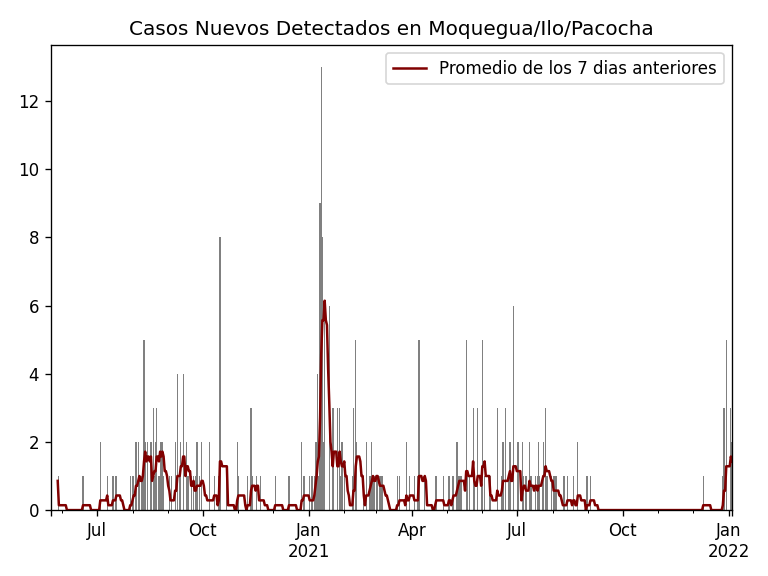 Casos Nuevos Detectados en Moquegua/Ilo/Pacocha
Promedio de los 7 dias anteriores
12
10
8
6
4
2
0
Jul Oct Jan Apr Jul Oct Jan
2021 2022